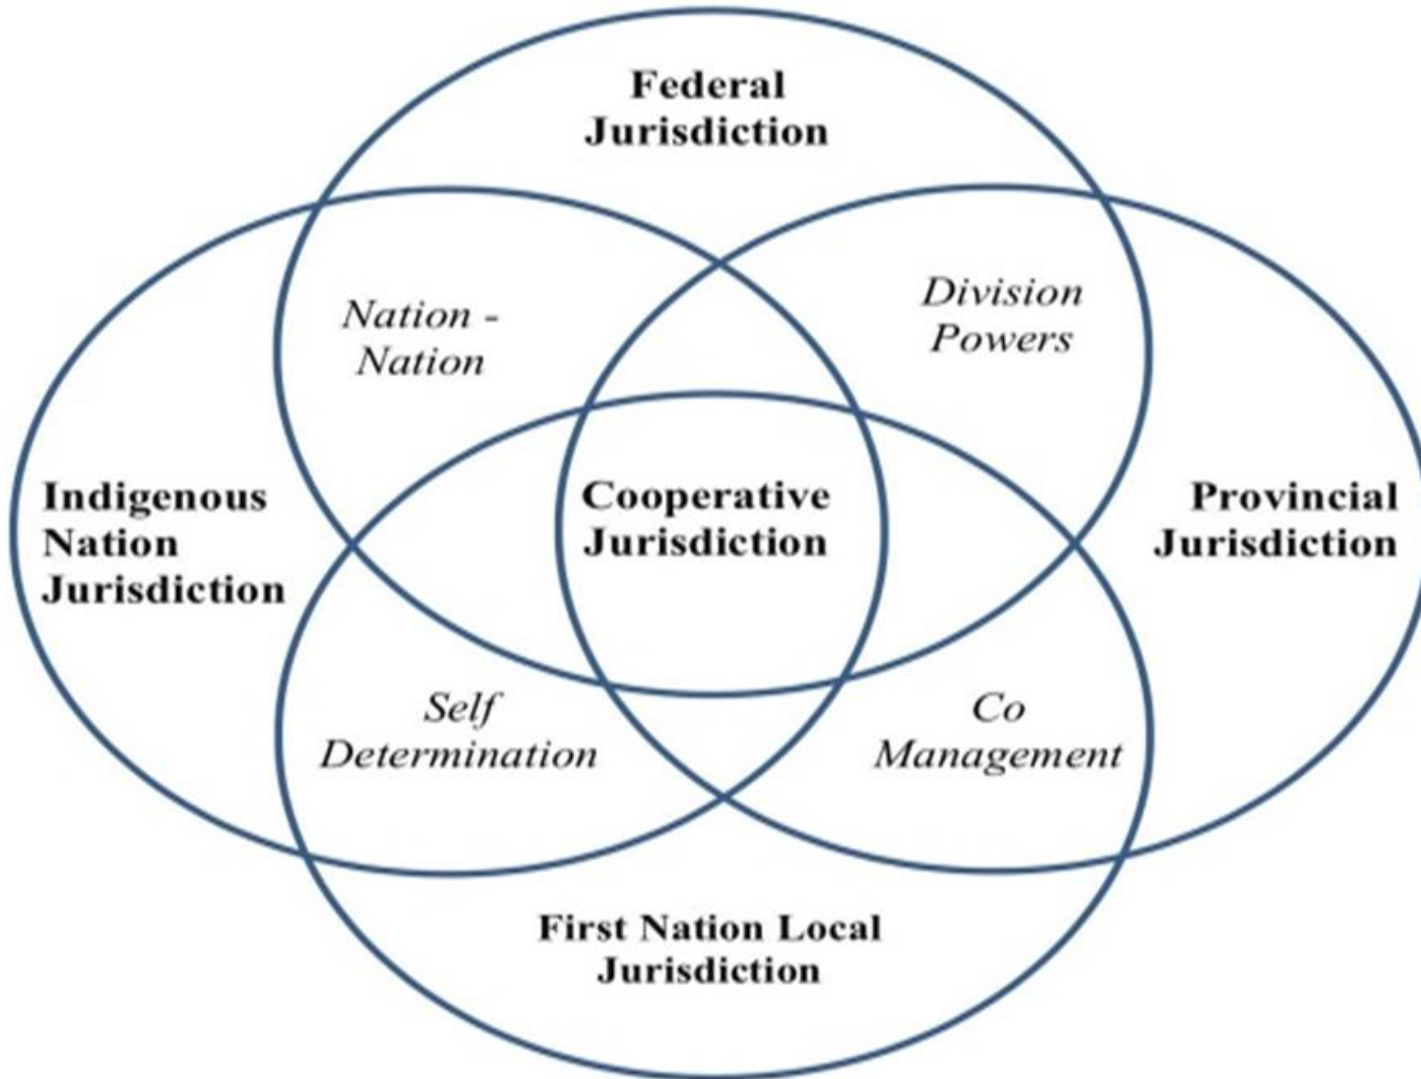 Federal
Jurisdiction
Nation -
Nation
Division
Powers
Indigenous
Nation
Jurisdiction
Cooperative
Jurisdiction
Provincial
Jurisdiction
Self
Determination
Co
Management
First Nation Local
Jurisdiction